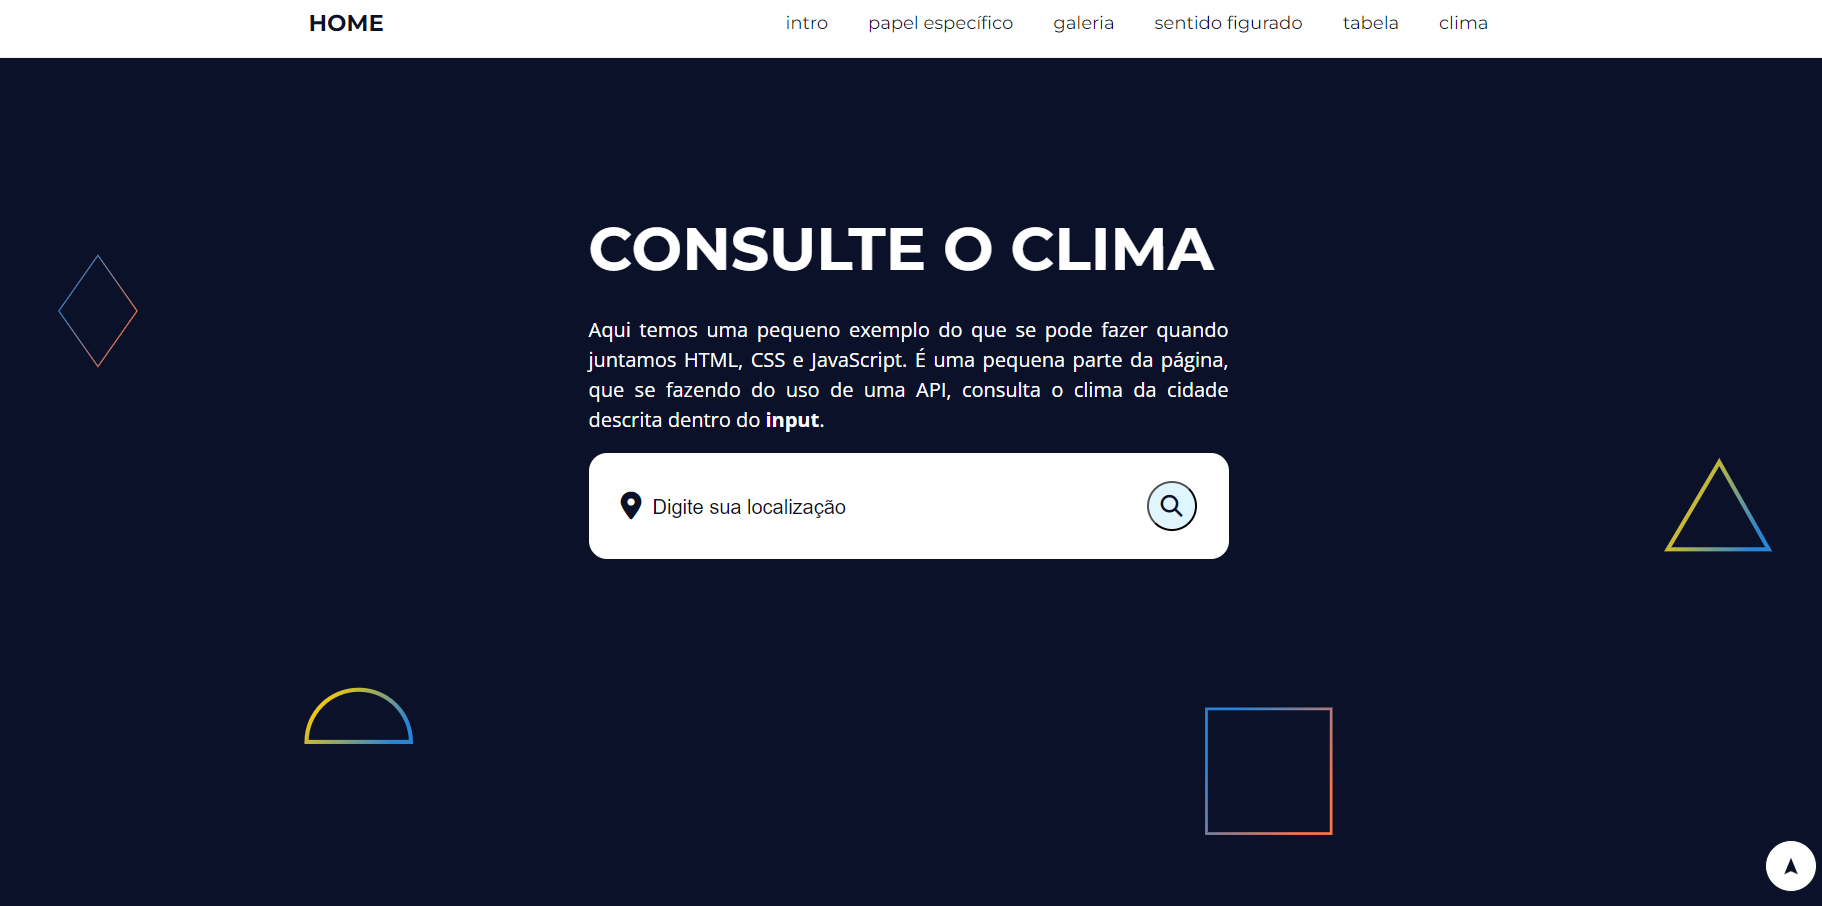 HOME
intro papel específico galeria sentido figurado tabela clima
CONSULTE O CLIMA
Aqui temos uma pequeno exemplo do que se pode fazer quando
juntamos HTML, CSS e JavaScript. É uma pequena parte da página,
que se fazendo do uso de uma API, consulta o clima da cidade
descrita dentro do input.
Digite sua localização